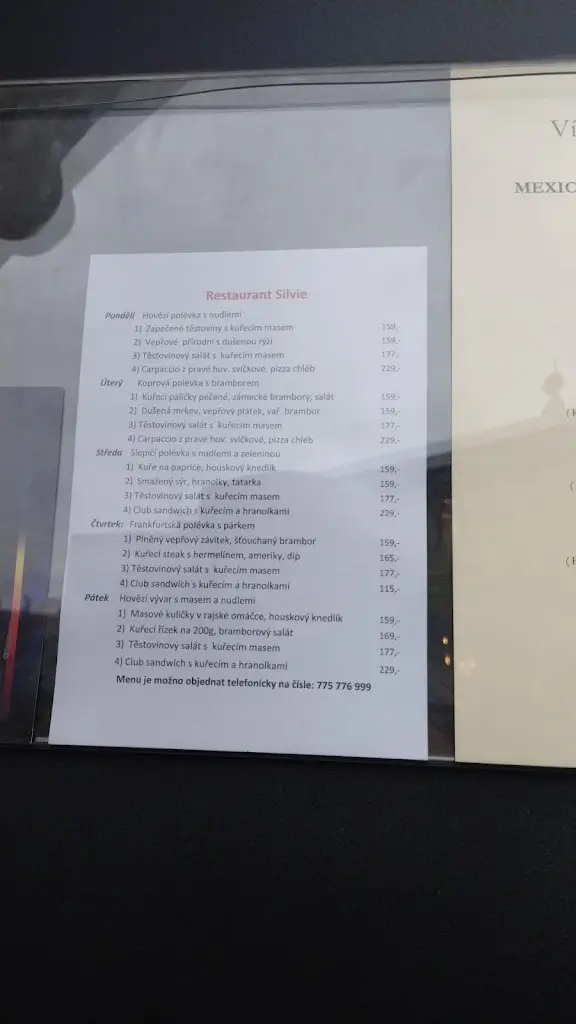 Restaurant Silvie
Pondělí Hovězí polévka s nudlemi
1) Zapečené těstoviny s kuřecím masem 159,-
2) Vepřové přírodní s dušenou rýží 159,-
3) Těstovinový salát s kuřecím masem 177,-
4) Carpaccio z pravé hov. svíčkové, pizza chléb 229,-
Úterý Koprová polévka s bramborem
1) Kuřecí paličky pečené, zámecké brambory, salát 159,-
2) Dušená mrkev, vepřový plátek, vař. brambor 159,-
3) Těstovinový salát s kuřecím masem 177,-
4) Carpaccio z pravé hov. svíčkové, pizza chléb 229,-
Středa Slepičí polévka s nudlemi a zeleninou
1) Kuře na paprice, houskový knedlík 159,-
2) Smažený sýr, hranolky, tatarka 159,-
3) Těstovinový salát s kuřecím masem 177,-
4) Club sandwich s kuřecím a hranolkami 229,-
Čtvrtek: Frankfurtská polévka s párkem
1) Plněný vepřový závitek, šťouchaný brambor 159,-
2) Kuřecí steak s hermelínem, ameriky, dip 165,-
3) Těstovinový salát s kuřecím masem 177,-
4) Club sandwich s kuřecím a hranolkami 115,-
Pátek Hovězí vývar s masem a nudlemi
1) Masové kuličky v rajské omáčce, houskový knedlík 159,-
2) Kuřecí řízek na 200g, bramborový salát 169,-
3) Těstovinový salát s kuřecím masem 177,-
4) Club sandwich s kuřecím a hranolkami 229,-
Menu je možno objednat telefonicky na čísle: 775 776 999
Ví
MEXIC